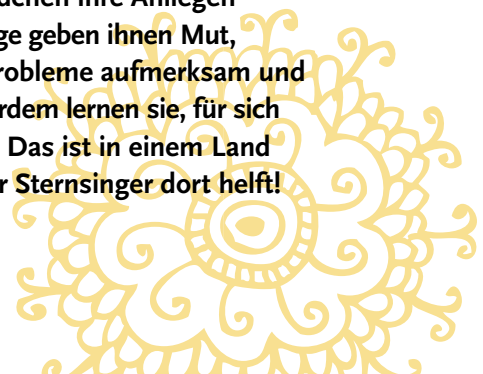 ihre Anliegen
ge geben ihnen Mut,
robleme aufmerksam und
rdem lernen sie, für sich
Das ist in einem Land
r Sternsinger dort helft!